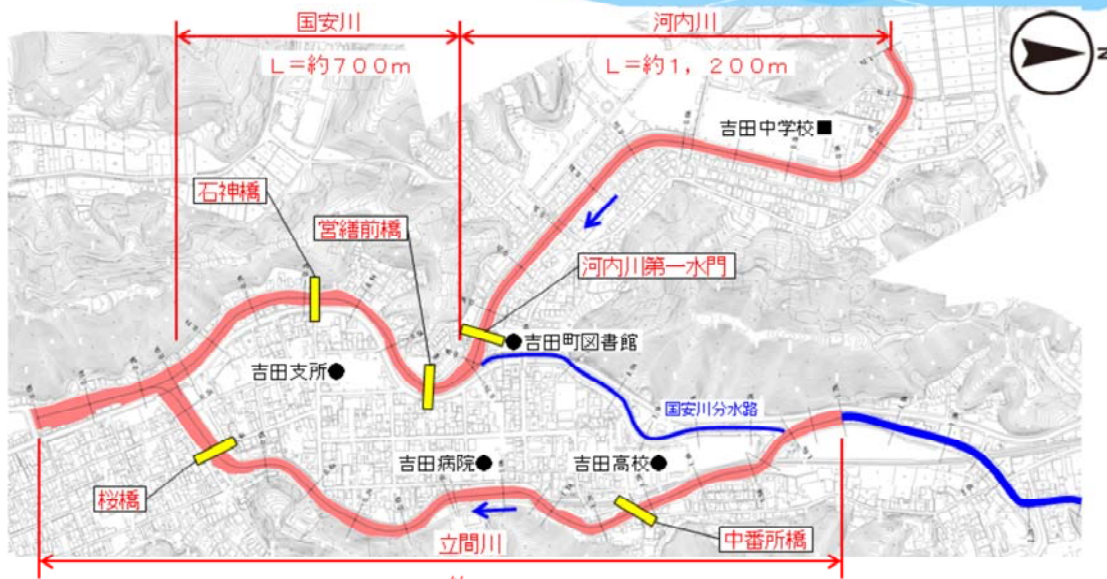 国安川
河内川
L=約700m
L=約1,200m
N
吉田中学校■
石神橋
営繕前橋
河内川第一水門
●吉田町図書館
吉田支所●
国安川分水路
吉田病院●
吉田高校●
桜橋
中番所橋
立間川